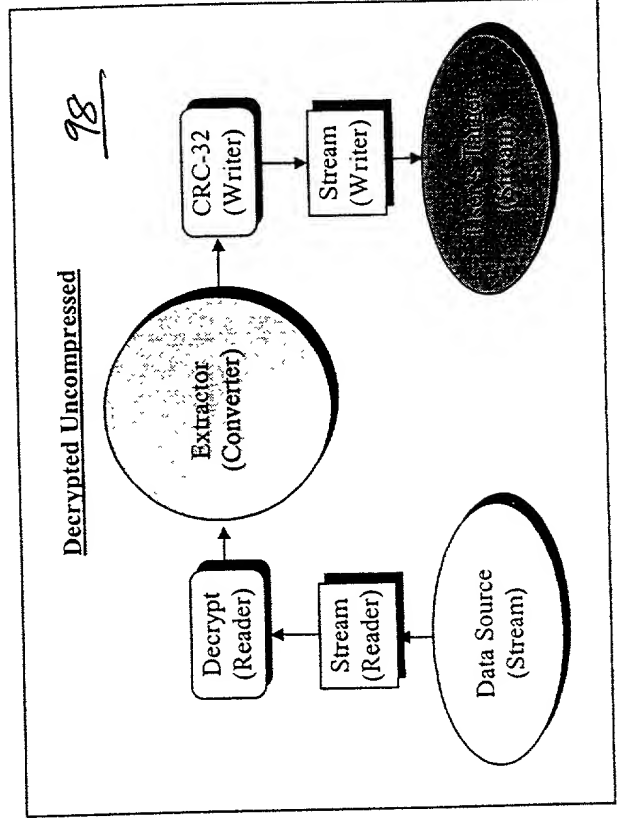 98
Decrypted Uncompressed
Decrypt
(Reader)
Extractor
(Converter)
CRC-32
(Writer)
Stream
(Reader)
Stream
(Writer)
Data Source
(Stream)
Target
(Stream)